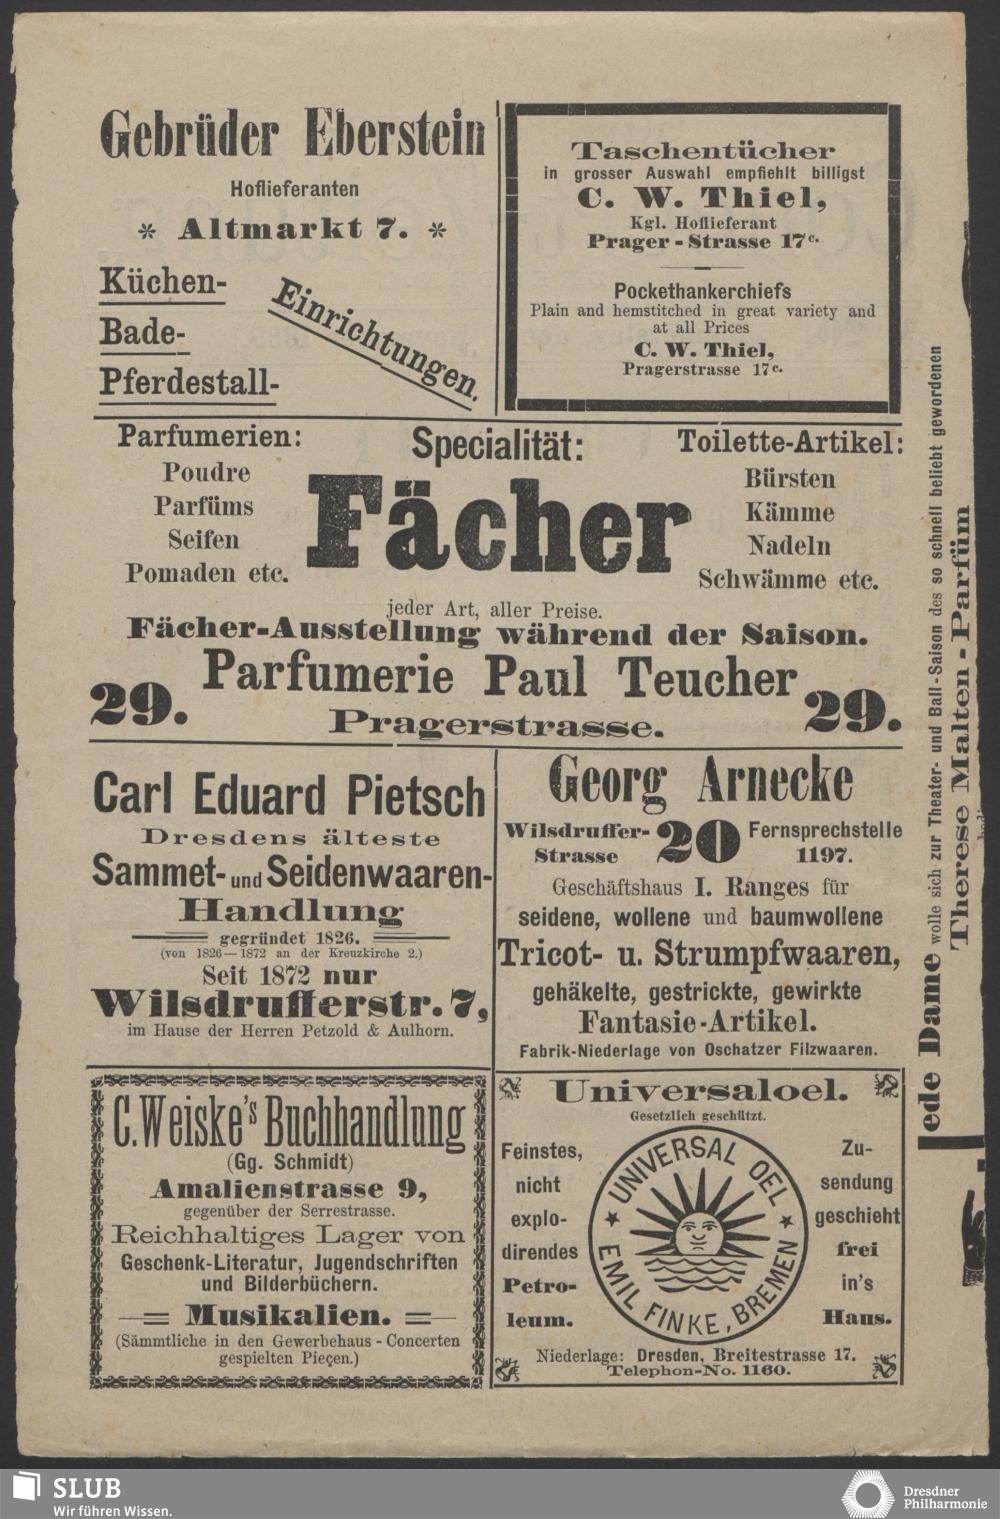 Gebrüder Eberstein
Hoflieferanten
* Altmarkt 7. *
Küchen-
Bade-
Pferdestall-
Einrichtungen.
Taschentücher
in grosser Auswahl empfiehlt billigst
C. W. Thiel,
Kgl. Hoflieferant
Prager-Strasse 17c.
Pockethankerchiefs
Plain and hemstitched in great variety and
at all Prices
C. W. Thiel,
Pragerstrasse 17c.
Parfumerien:
Poudre
Parfüms
Seifen
Pomaden etc.
Specialität:
Fächer
Toilette-Artikel:
Bürsten
Kämme
Nadeln
Schwämme etc.
jeder Art, aller Preise.
Fächer-Ausstellung während der Saison.
29. Parfumerie Paul Teucher 29.
Pragerstrasse.
Carl Eduard Pietsch
Dresdens älteste
Sammet- und Seidenwaaren-
Handlung
gegründet 1826.
(von 1826—1872 an der Kreuzkirche 2.)
Seit 1872 nur
Wilsdrufferstr. 7,
im Hause der Herren Petzold & Aulhorn.
Georg Arnecke
Wilsdruffer-
Strasse
20
Fernsprechstelle
1197.
Geschäftshaus I. Ranges für
seidene, wollene und baumwollene
Tricot- u. Strumpfwaaren,
gehäkelte, gestrickte, gewirkte
Fantasie-Artikel.
Fabrik-Niederlage von Oschatzer Filzwaaren.
C. Weiske's Buchhandlung
(Gg. Schmidt)
Amalienstrasse 9,
gegenüber der Serrestrasse.
Reichhaltiges Lager von
Geschenk-Literatur, Jugendschriften
und Bilderbüchern.
Musikalien.
(Sämmtliche in den Gewerbehaus-Concerten
gespielten Pieçen.)
Universaloel.
Gesetzlich geschützt.
Feinstes,
nicht
explo-
direndes
Petro-
leum.
UNIVERSAL OEL
EMIL FINKE, BREMEN
Zu-
sendung
geschieht
frei
in's
Haus.
Niederlage: Dresden, Breitestrasse 17.
Telephon-No. 1160.
Jede Dame wolle sich zur Theater- und Ball-Saison des so schnell beliebt gewordenen
Therese Malten-Parfüm
SLUB
Wir führen Wissen.
Dresdner
Philharmonie